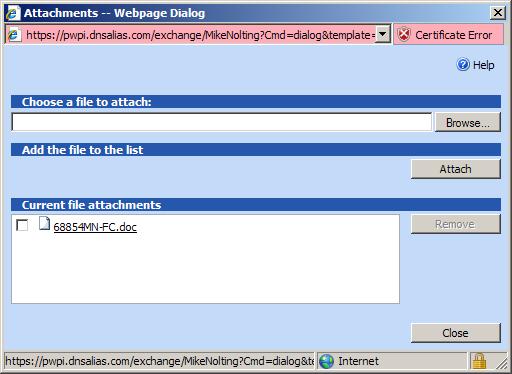 Attachments -- Webpage Dialog
https://pwpi.dnsalias.com/exchange/MikeNolting?Cmd=dialog&template= Certificate Error
Help
Choose a file to attach:
Browse...
Add the file to the list
Attach
Current file attachments
68854MN-FC.doc
Remove
Close
https://pwpi.dnsalias.com/exchange/MikeNolting?Cmd=dialog&te Internet